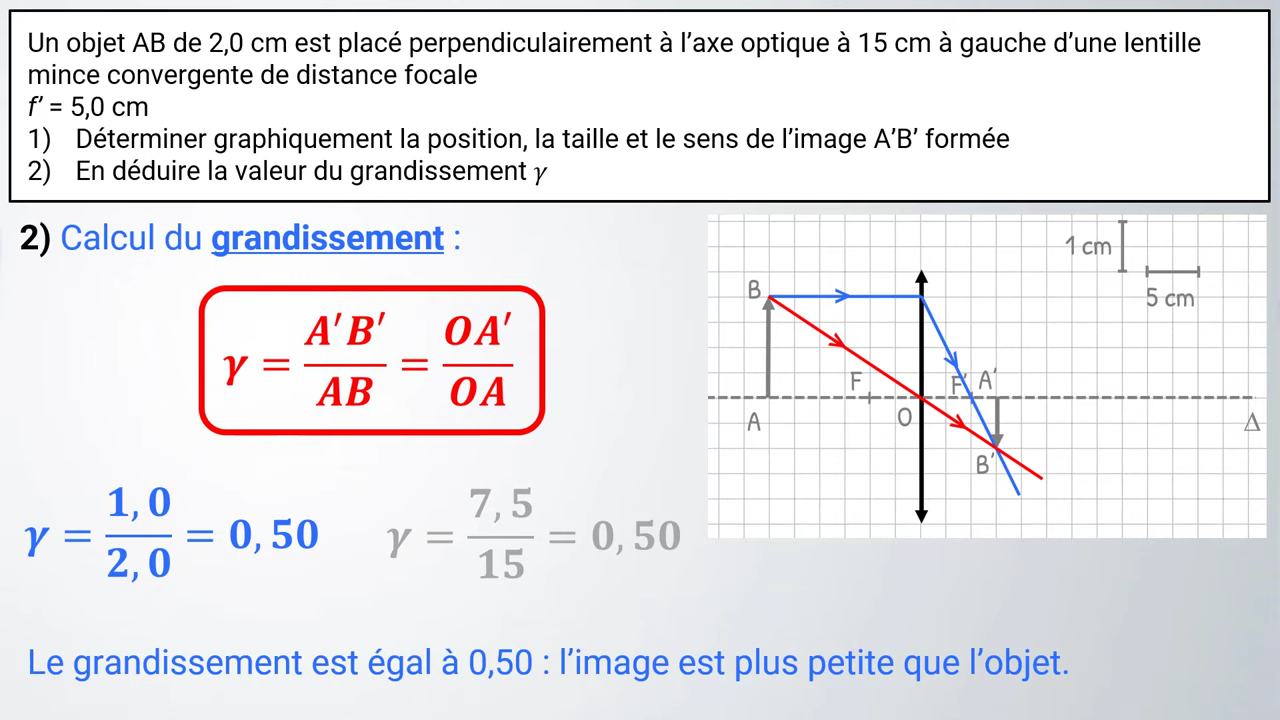 Un objet AB de 2,0 cm est placé perpendiculairement à l’axe optique à 15 cm à gauche d’une lentille
mince convergente de distance focale
f’ = 5,0 cm
1) Déterminer graphiquement la position, la taille et le sens de l’image A’B’ formée
2) En déduire la valeur du grandissement γ
2) Calcul du grandissement :
γ = A′B′/AB = OA′/OA
γ = 1,0/2,0 = 0,50
γ = 7,5/15 = 0,50
1 cm
5 cm
B
F
F'
A'
A
O
Δ
B'
Le grandissement est égal à 0,50 : l’image est plus petite que l’objet.